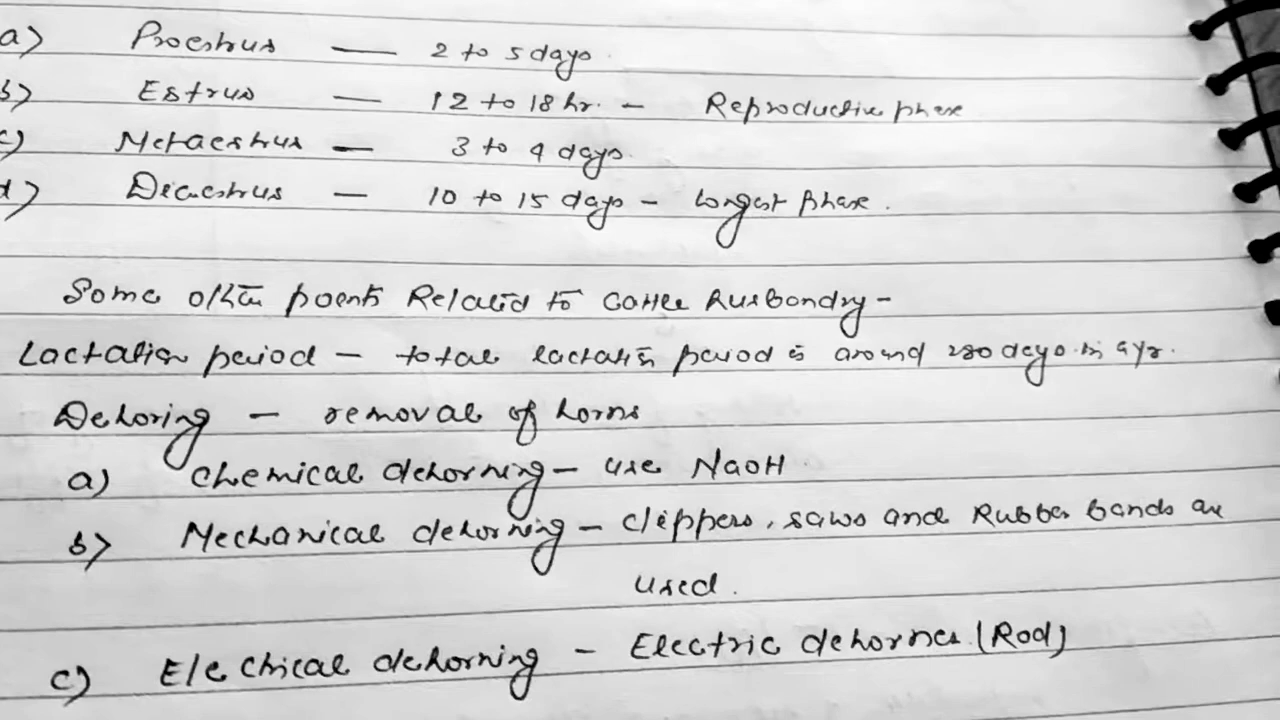 a) Proestrus — 2 to 5 days.
b) Estrus — 12 to 18 hr. – Reproductive phase
c) Metaestrus — 3 to 4 days.
d) Diaestrus — 10 to 15 days – longest phase.
Some other points Related to cattle husbandry –
Lactation period – total lactation period is around 280 days. in a yr.
Dehoring – removal of horns
a) Chemical dehorning – use NaOH.
b) Mechanical dehorning – Clippers, saws and Rubber bands are
used.
c) Electrical dehorning – Electric dehorner (Rod)